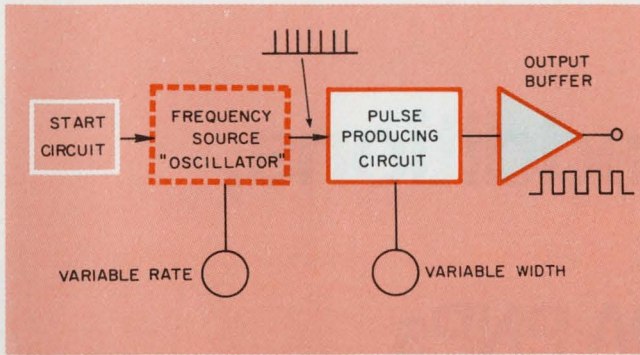 OUTPUT
BUFFER
START
CIRCUIT
FREQUENCY
SOURCE
"OSCILLATOR"
PULSE
PRODUCING
CIRCUIT
VARIABLE RATE
VARIABLE WIDTH